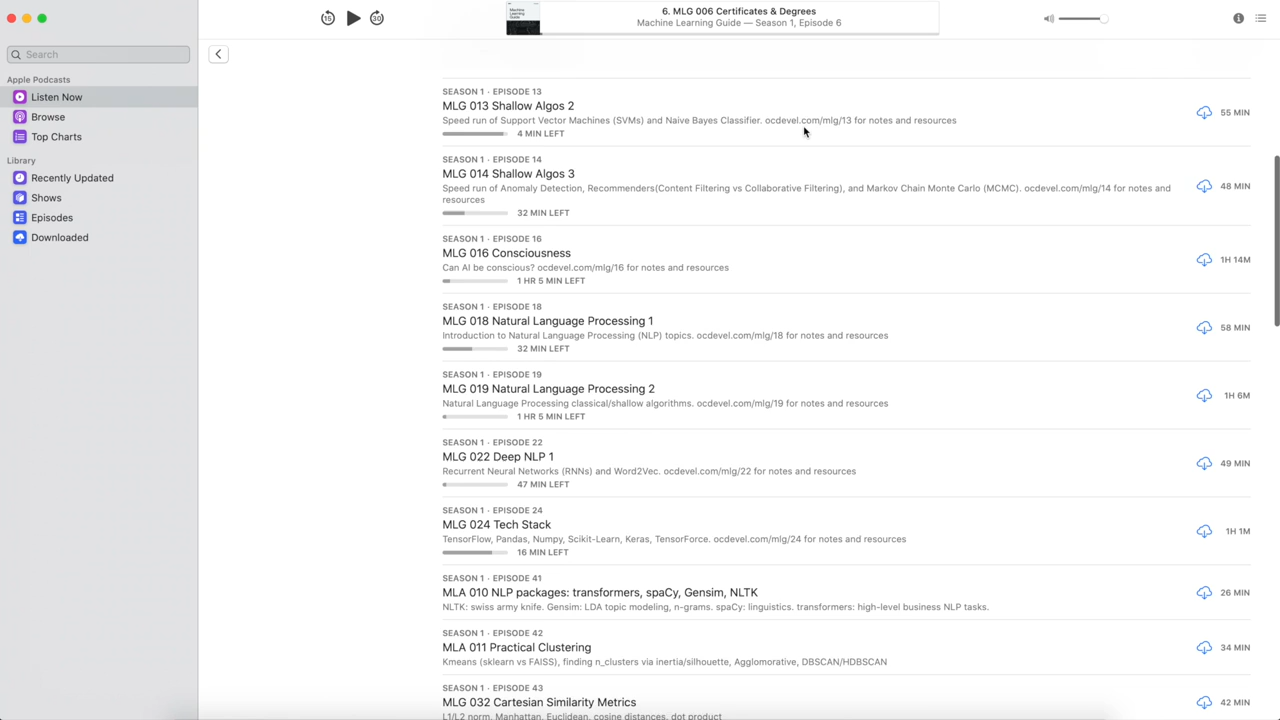 15
30
Machine Learning Guide
6. MLG 006 Certificates & Degrees
Machine Learning Guide — Season 1, Episode 6
Search
Apple Podcasts
Listen Now
Browse
Top Charts
Library
Recently Updated
Shows
Episodes
Downloaded
SEASON 1 · EPISODE 13
MLG 013 Shallow Algos 2
Speed run of Support Vector Machines (SVMs) and Naive Bayes Classifier. ocdevel.com/mlg/13 for notes and resources
4 MIN LEFT
55 MIN
SEASON 1 · EPISODE 14
MLG 014 Shallow Algos 3
Speed run of Anomaly Detection, Recommenders(Content Filtering vs Collaborative Filtering), and Markov Chain Monte Carlo (MCMC). ocdevel.com/mlg/14 for notes and
resources
32 MIN LEFT
48 MIN
SEASON 1 · EPISODE 16
MLG 016 Consciousness
Can AI be conscious? ocdevel.com/mlg/16 for notes and resources
1 HR 5 MIN LEFT
1H 14M
SEASON 1 · EPISODE 18
MLG 018 Natural Language Processing 1
Introduction to Natural Language Processing (NLP) topics. ocdevel.com/mlg/18 for notes and resources
32 MIN LEFT
58 MIN
SEASON 1 · EPISODE 19
MLG 019 Natural Language Processing 2
Natural Language Processing classical/shallow algorithms. ocdevel.com/mlg/19 for notes and resources
1 HR 5 MIN LEFT
1H 6M
SEASON 1 · EPISODE 22
MLG 022 Deep NLP 1
Recurrent Neural Networks (RNNs) and Word2Vec. ocdevel.com/mlg/22 for notes and resources
47 MIN LEFT
49 MIN
SEASON 1 · EPISODE 24
MLG 024 Tech Stack
TensorFlow, Pandas, Numpy, Scikit-Learn, Keras, TensorForce. ocdevel.com/mlg/24 for notes and resources
16 MIN LEFT
1H 1M
SEASON 1 · EPISODE 41
MLA 010 NLP packages: transformers, spaCy, Gensim, NLTK
NLTK: swiss army knife. Gensim: LDA topic modeling, n-grams. spaCy: linguistics. transformers: high-level business NLP tasks.
26 MIN
SEASON 1 · EPISODE 42
MLA 011 Practical Clustering
Kmeans (sklearn vs FAISS), finding n_clusters via inertia/silhouette, Agglomorative, DBSCAN/HDBSCAN
34 MIN
SEASON 1 · EPISODE 43
MLG 032 Cartesian Similarity Metrics
L1/L2 norm, Manhattan, Euclidean, cosine distances, dot product
42 MIN